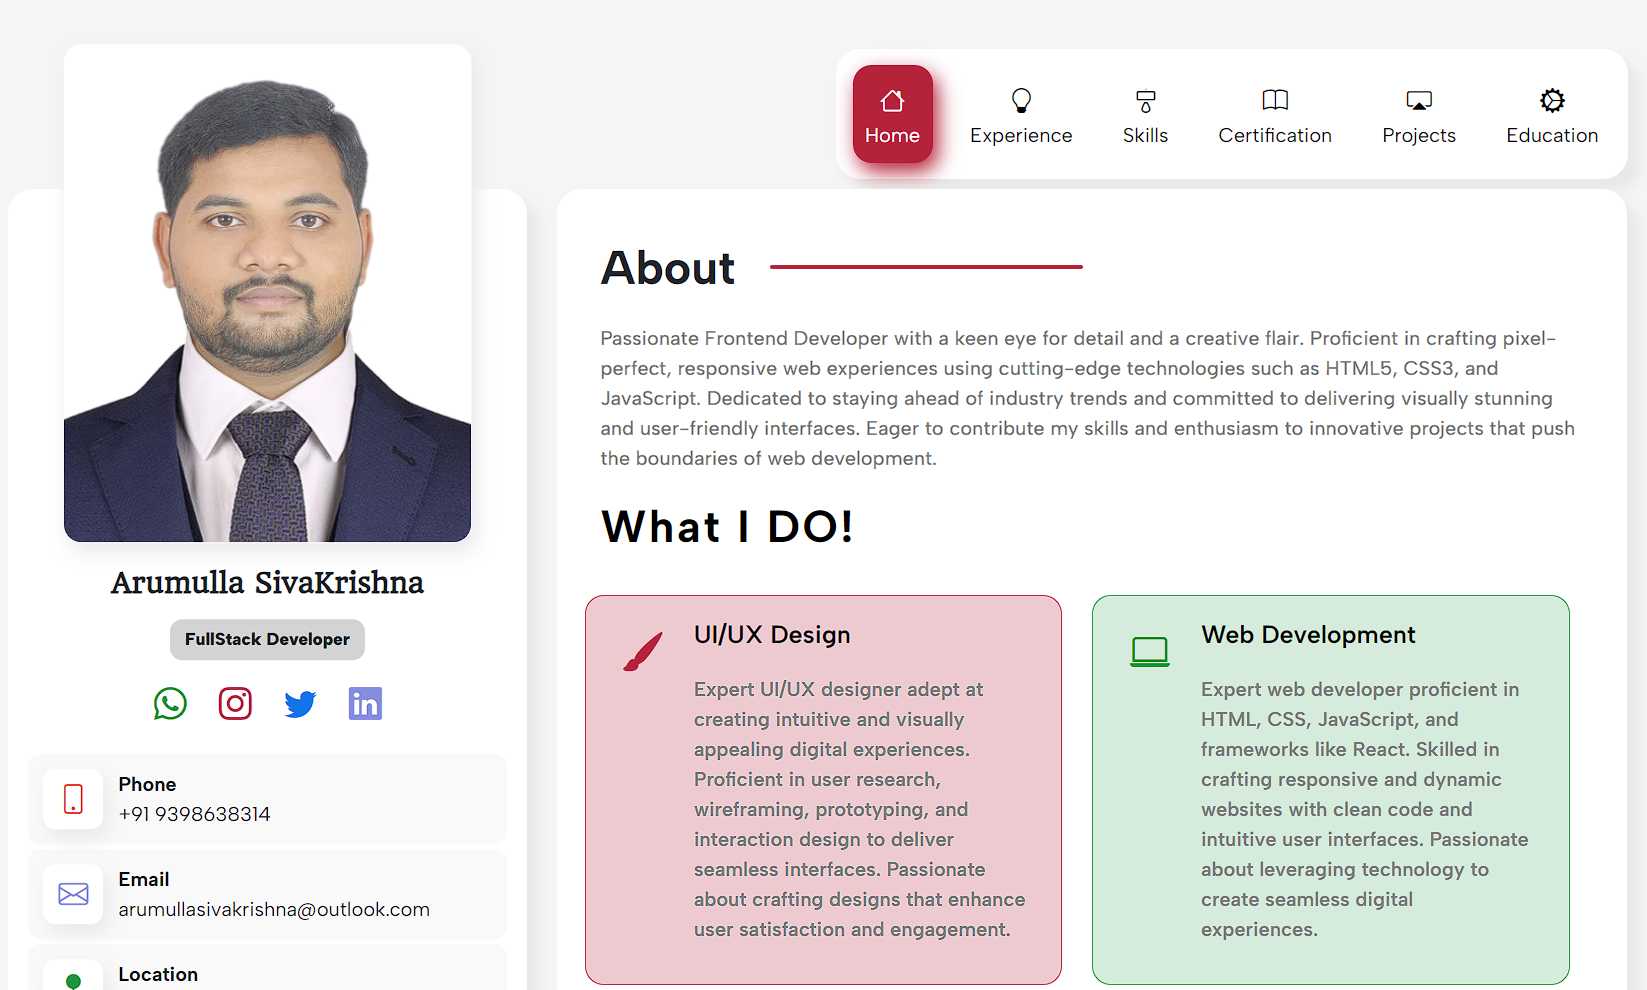 Home
Experience
Skills
Certification
Projects
Education
Arumulla SivaKrishna
FullStack Developer
in
Phone
+91 9398638314
Email
arumullasivakrishna@outlook.com
Location
About
Passionate Frontend Developer with a keen eye for detail and a creative flair. Proficient in crafting pixel-
perfect, responsive web experiences using cutting-edge technologies such as HTML5, CSS3, and
JavaScript. Dedicated to staying ahead of industry trends and committed to delivering visually stunning
and user-friendly interfaces. Eager to contribute my skills and enthusiasm to innovative projects that push
the boundaries of web development.
What I DO!
UI/UX Design
Expert UI/UX designer adept at
creating intuitive and visually
appealing digital experiences.
Proficient in user research,
wireframing, prototyping, and
interaction design to deliver
seamless interfaces. Passionate
about crafting designs that enhance
user satisfaction and engagement.
Web Development
Expert web developer proficient in
HTML, CSS, JavaScript, and
frameworks like React. Skilled in
crafting responsive and dynamic
websites with clean code and
intuitive user interfaces. Passionate
about leveraging technology to
create seamless digital
experiences.